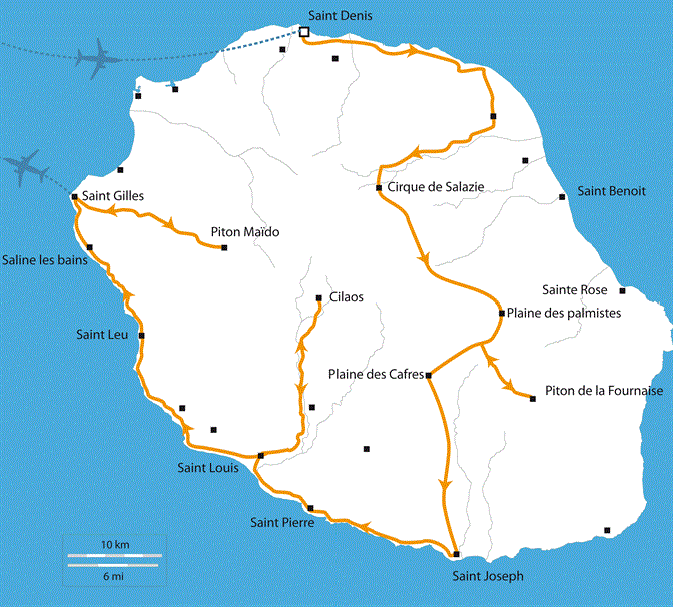 Saint Denis
Cirque de Salazie
Saint Benoit
Saint Gilles
Piton Maïdo
Saline les bains
Sainte Rose
Cilaos
Plaine des palmistes
Saint Leu
Plaine des Cafres
Piton de la Fournaise
Saint Louis
Saint Pierre
10 km
6 mi
Saint Joseph